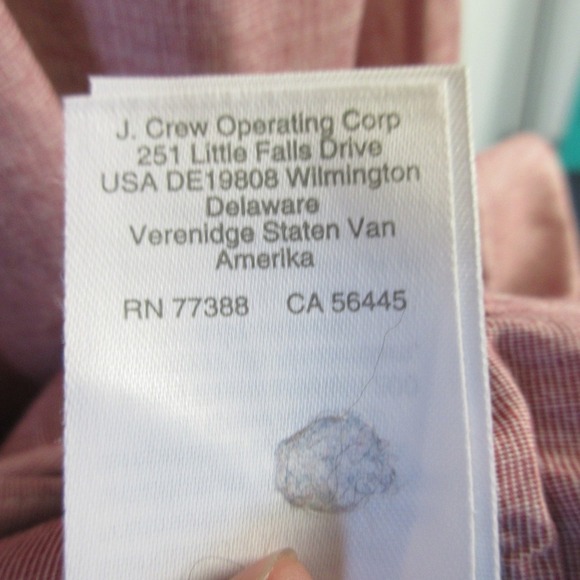 J. Crew Operating Corp
251 Little Falls Drive
USA DE19808 Wilmington
Delaware
Verenidge Staten Van
Amerika
RN 77388 CA 56445